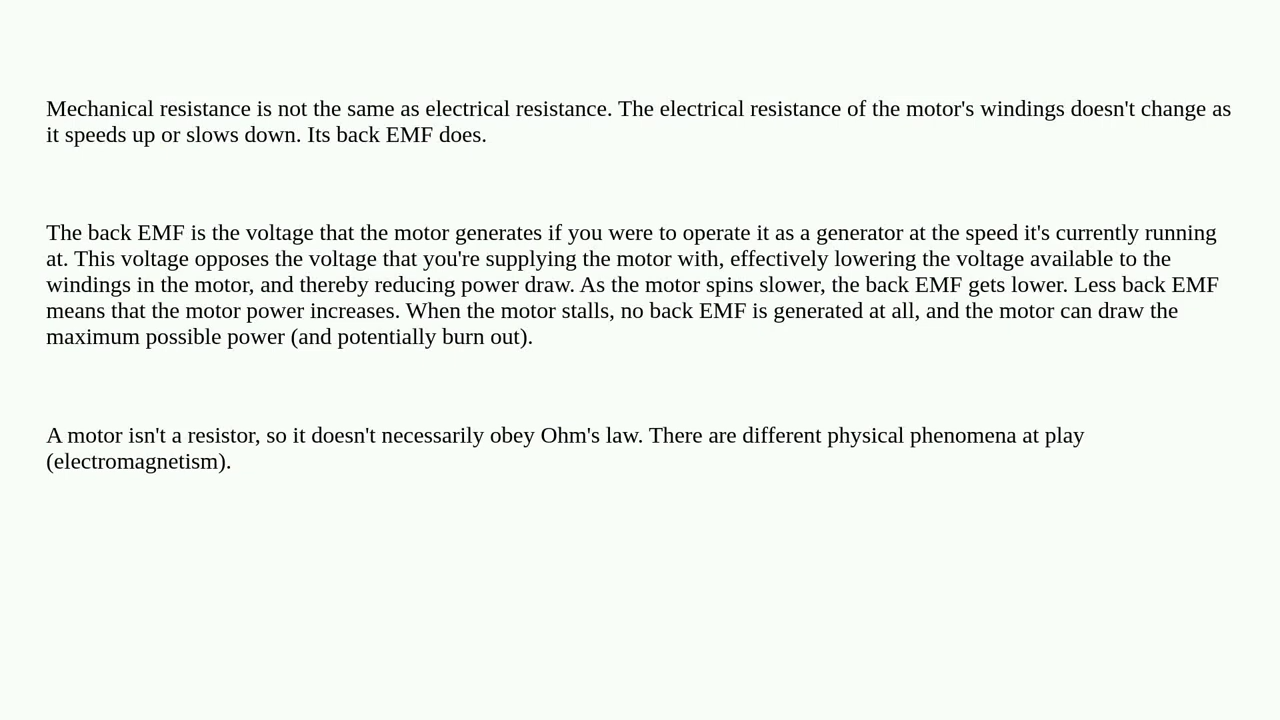 Mechanical resistance is not the same as electrical resistance. The electrical resistance of the motor's windings doesn't change as
it speeds up or slows down. Its back EMF does.
The back EMF is the voltage that the motor generates if you were to operate it as a generator at the speed it's currently running
at. This voltage opposes the voltage that you're supplying the motor with, effectively lowering the voltage available to the
windings in the motor, and thereby reducing power draw. As the motor spins slower, the back EMF gets lower. Less back EMF
means that the motor power increases. When the motor stalls, no back EMF is generated at all, and the motor can draw the
maximum possible power (and potentially burn out).
A motor isn't a resistor, so it doesn't necessarily obey Ohm's law. There are different physical phenomena at play
(electromagnetism).